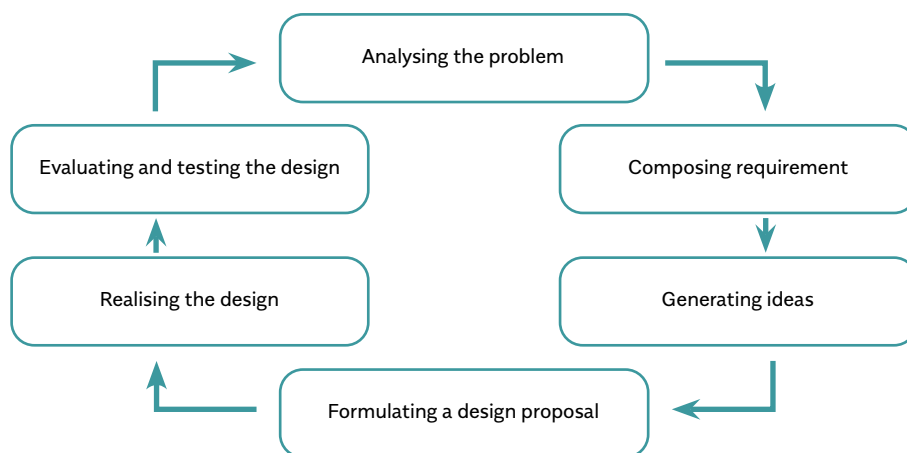 Analysing the problem
Evaluating and testing the design
Composing requirement
Realising the design
Generating ideas
Formulating a design proposal